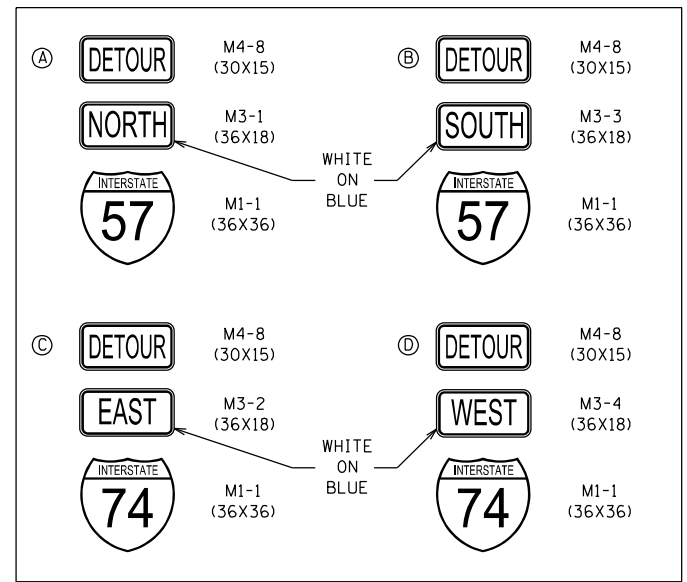 Ⓐ DETOUR M4-8
(30X15)
NORTH M3-1
(36X18)
INTERSTATE
57 M1-1
(36X36)
Ⓑ DETOUR M4-8
(30X15)
SOUTH M3-3
(36X18)
INTERSTATE
57 M1-1
(36X36)
WHITE
ON
BLUE
Ⓒ DETOUR M4-8
(30X15)
EAST M3-2
(36X18)
INTERSTATE
74 M1-1
(36X36)
Ⓓ DETOUR M4-8
(30X15)
WEST M3-4
(36X18)
INTERSTATE
74 M1-1
(36X36)
WHITE
ON
BLUE